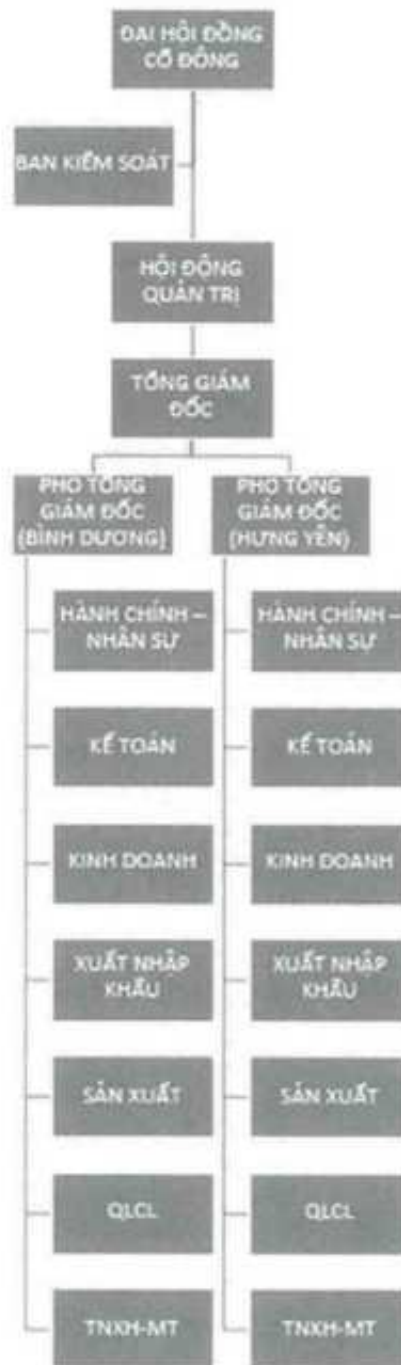 ĐẠI HỘI ĐỒNG
CỔ ĐÔNG
BAN KIỂM SOÁT
HỘI ĐỒNG
QUẢN TRỊ
TỔNG GIÁM
ĐỐC
PHÓ TỔNG
GIÁM ĐỐC
(BÌNH DƯƠNG)
PHÓ TỔNG
GIÁM ĐỐC
(HƯNG YÊN)
HÀNH CHÍNH –
NHÂN SỰ
HÀNH CHÍNH –
NHÂN SỰ
KẾ TOÁN
KẾ TOÁN
KINH DOANH
KINH DOANH
XUẤT NHẬP
KHẨU
XUẤT NHẬP
KHẨU
SẢN XUẤT
SẢN XUẤT
QLCL
QLCL
TNXH-MT
TNXH-MT